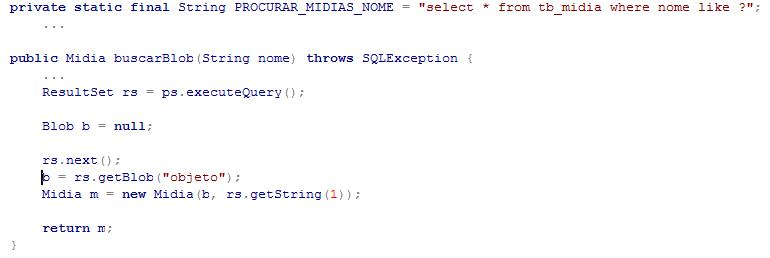 private static final String PROCURAR_MIDIAS_NOME = "select * from tb_midia where nome like ?";
...
public Midia buscarBlob(String nome) throws SQLException {
...
ResultSet rs = ps.executeQuery();
Blob b = null;
rs.next();
b = rs.getBlob("objeto");
Midia m = new Midia(b, rs.getString(1));
return m;
}